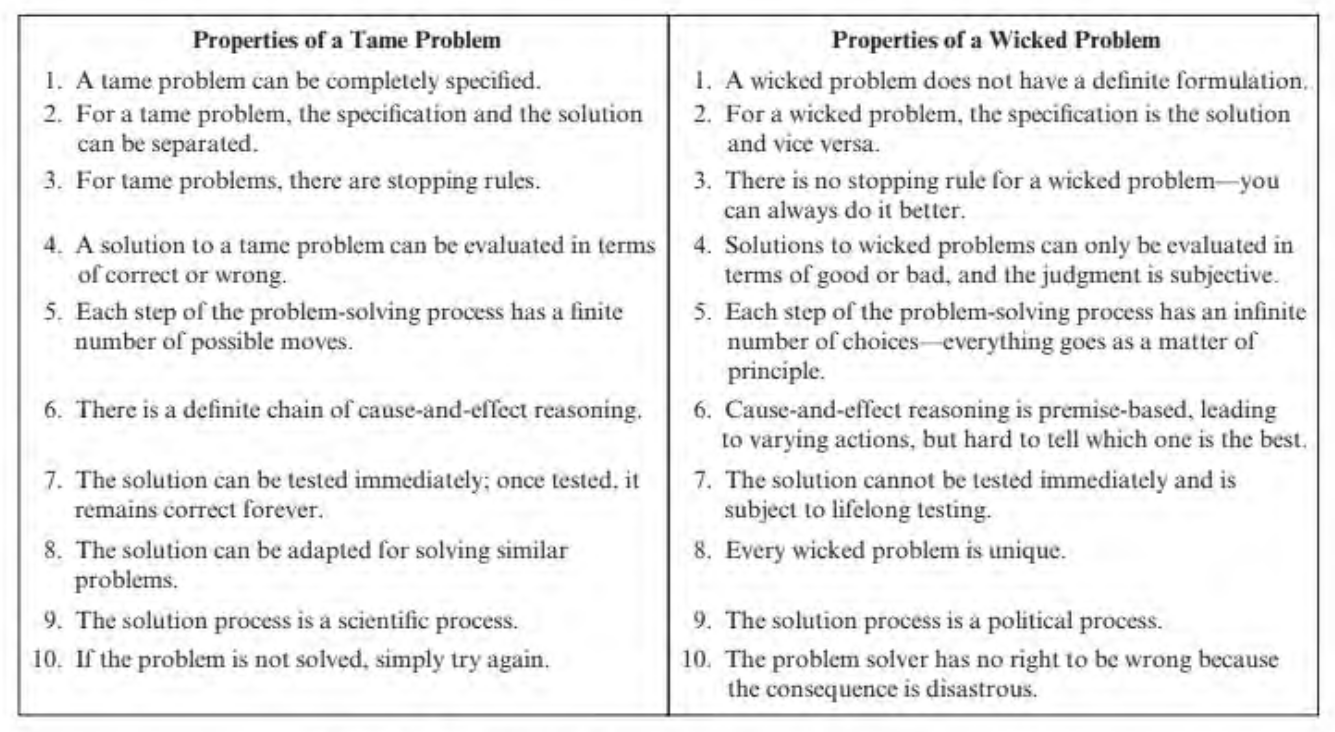 Properties of a Tame Problem
1. A tame problem can be completely specified.
2. For a tame problem, the specification and the solution
can be separated.
3. For tame problems, there are stopping rules.
4. A solution to a tame problem can be evaluated in terms
of correct or wrong.
5. Each step of the problem-solving process has a finite
number of possible moves.
6. There is a definite chain of cause-and-effect reasoning.
7. The solution can be tested immediately; once tested, it
remains correct forever.
8. The solution can be adapted for solving similar
problems.
9. The solution process is a scientific process.
10. If the problem is not solved, simply try again.
Properties of a Wicked Problem
1. A wicked problem does not have a definite formulation.
2. For a wicked problem, the specification is the solution
and vice versa.
3. There is no stopping rule for a wicked problem—you
can always do it better.
4. Solutions to wicked problems can only be evaluated in
terms of good or bad, and the judgment is subjective.
5. Each step of the problem-solving process has an infinite
number of choices—everything goes as a matter of
principle.
6. Cause-and-effect reasoning is premise-based, leading
to varying actions, but hard to tell which one is the best.
7. The solution cannot be tested immediately and is
subject to lifelong testing.
8. Every wicked problem is unique.
9. The solution process is a political process.
10. The problem solver has no right to be wrong because
the consequence is disastrous.